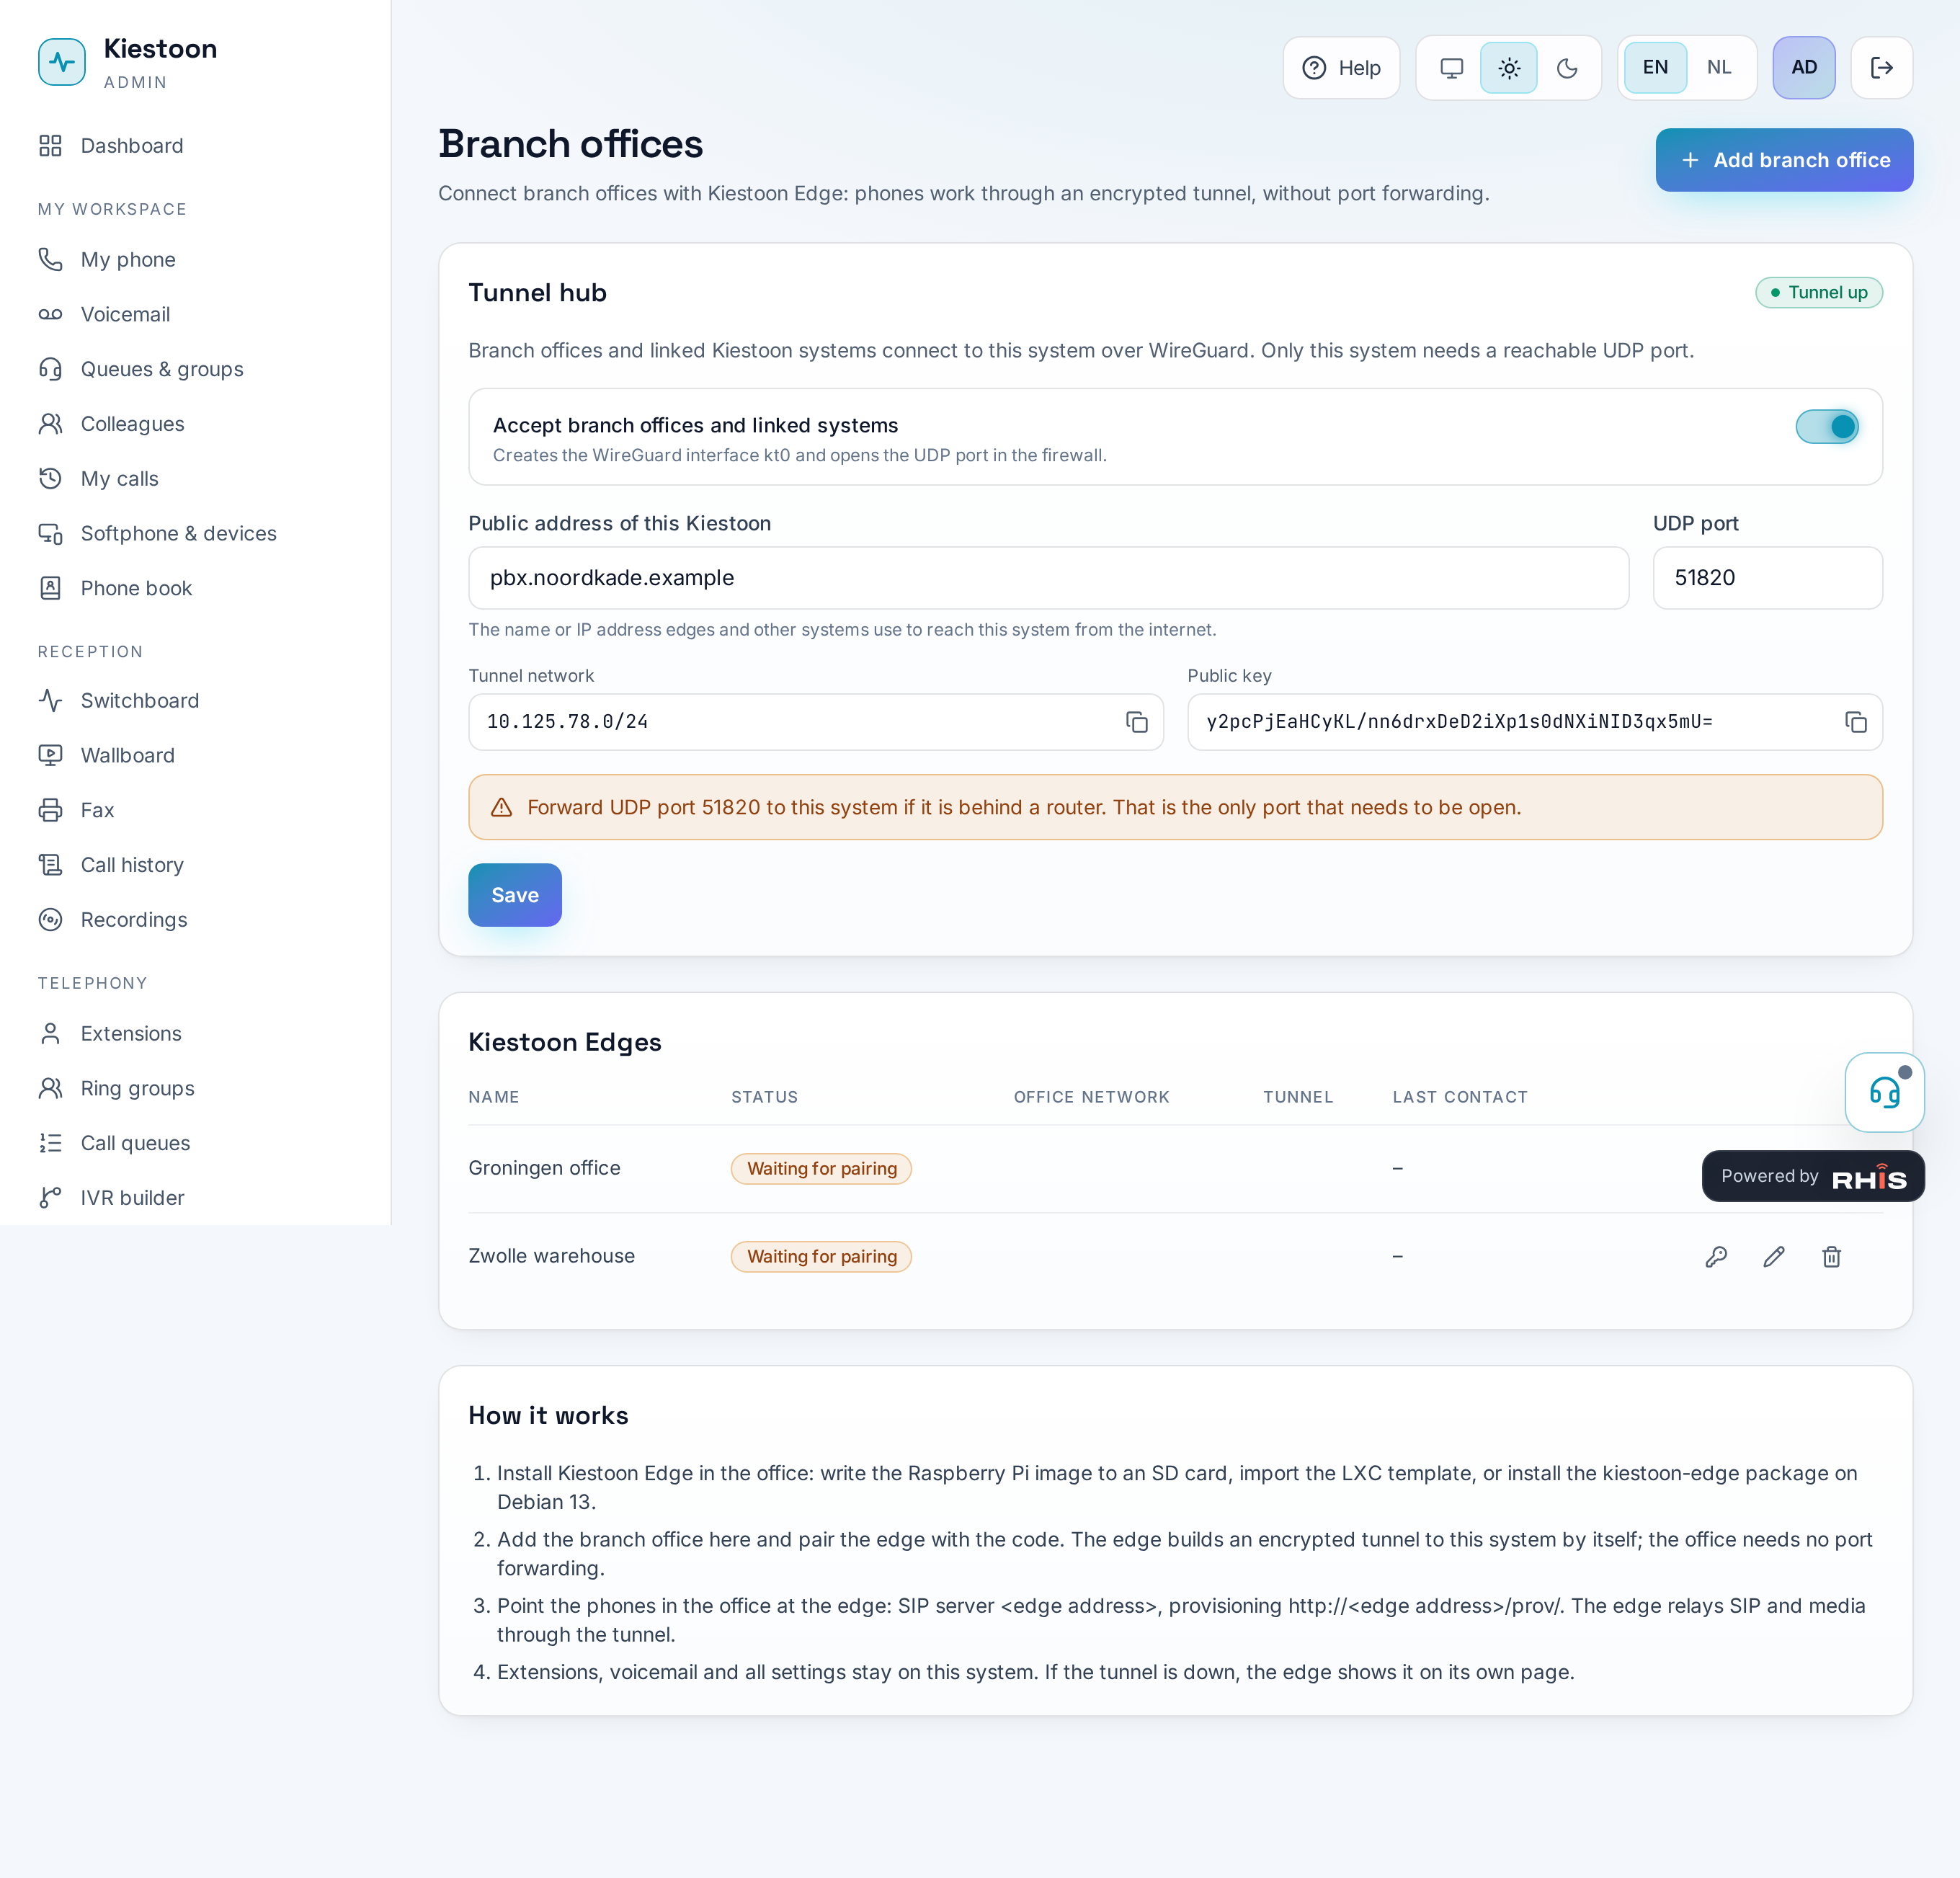 Kiestoon
ADMIN
Dashboard
MY WORKSPACE
My phone
Voicemail
Queues & groups
Colleagues
My calls
Softphone & devices
Phone book
RECEPTION
Switchboard
Wallboard
Fax
Call history
Recordings
TELEPHONY
Extensions
Ring groups
Call queues
IVR builder
Help
EN
NL
AD
Branch offices
Add branch office
Connect branch offices with Kiestoon Edge: phones work through an encrypted tunnel, without port forwarding.
Tunnel hub
Tunnel up
Branch offices and linked Kiestoon systems connect to this system over WireGuard. Only this system needs a reachable UDP port.
Accept branch offices and linked systems
Creates the WireGuard interface kt0 and opens the UDP port in the firewall.
Public address of this Kiestoon
UDP port
pbx.noordkade.example
51820
The name or IP address edges and other systems use to reach this system from the internet.
Tunnel network
Public key
10.125.78.0/24
y2pcPjEaHCyKL/nn6drxDeD2iXp1s0dNXiNID3qx5mU=
Forward UDP port 51820 to this system if it is behind a router. That is the only port that needs to be open.
Save
Kiestoon Edges
NAME
STATUS
OFFICE NETWORK
TUNNEL
LAST CONTACT
Groningen office
Waiting for pairing
–
Powered by RHIS
Zwolle warehouse
Waiting for pairing
–
How it works
1. Install Kiestoon Edge in the office: write the Raspberry Pi image to an SD card, import the LXC template, or install the kiestoon-edge package on
Debian 13.
2. Add the branch office here and pair the edge with the code. The edge builds an encrypted tunnel to this system by itself; the office needs no port
forwarding.
3. Point the phones in the office at the edge: SIP server <edge address>, provisioning http://<edge address>/prov/. The edge relays SIP and media
through the tunnel.
4. Extensions, voicemail and all settings stay on this system. If the tunnel is down, the edge shows it on its own page.